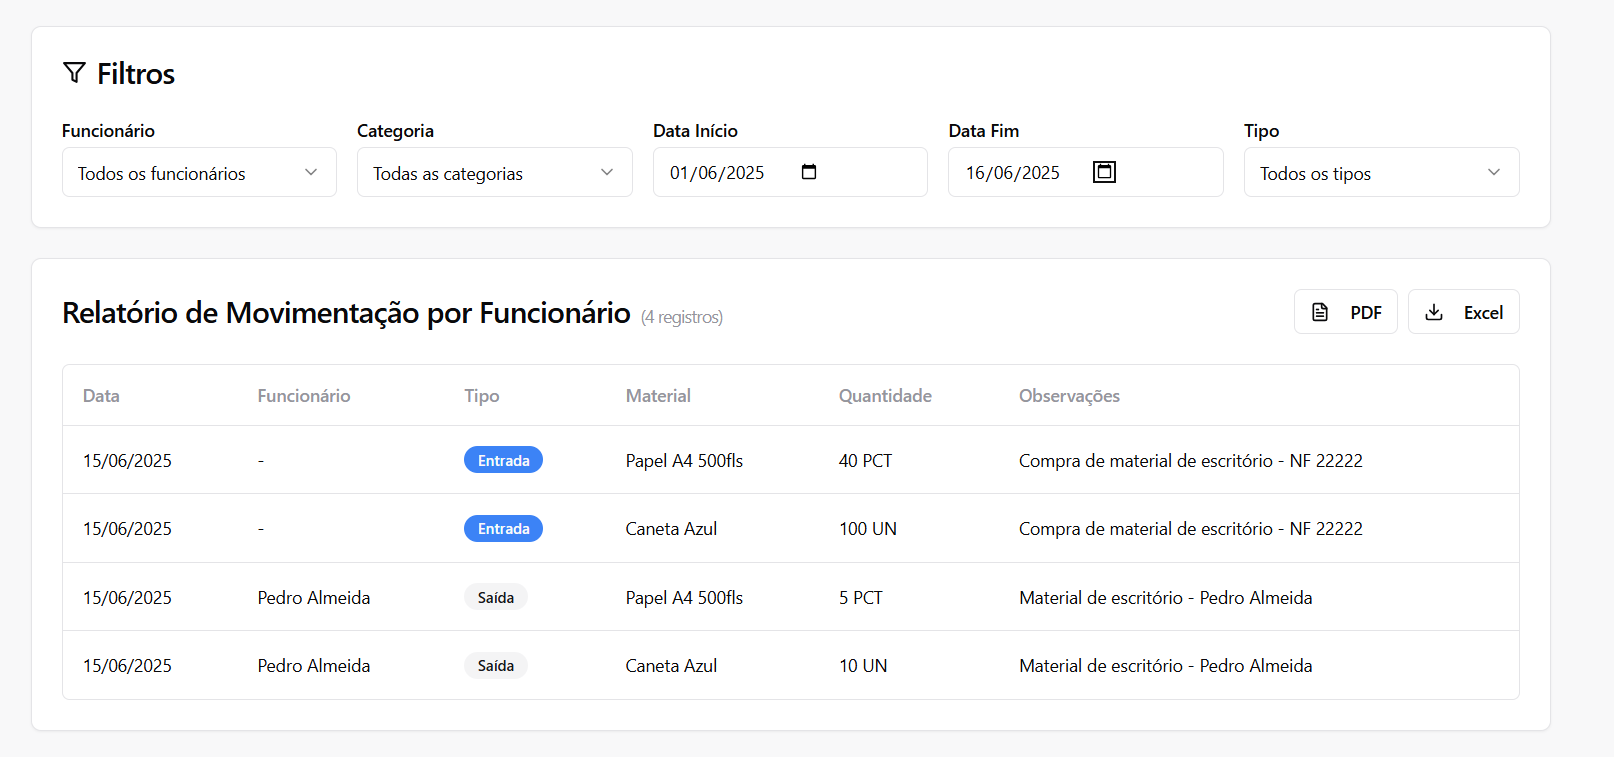 Filtros
Funcionário Categoria Data Início Data Fim Tipo
Todos os funcionários Todas as categorias 01/06/2025 16/06/2025 Todos os tipos
Relatório de Movimentação por Funcionário (4 registros) PDF Excel
Data Funcionário Tipo Material Quantidade Observações
15/06/2025 - Entrada Papel A4 500fls 40 PCT Compra de material de escritório - NF 22222
15/06/2025 - Entrada Caneta Azul 100 UN Compra de material de escritório - NF 22222
15/06/2025 Pedro Almeida Saída Papel A4 500fls 5 PCT Material de escritório - Pedro Almeida
15/06/2025 Pedro Almeida Saída Caneta Azul 10 UN Material de escritório - Pedro Almeida